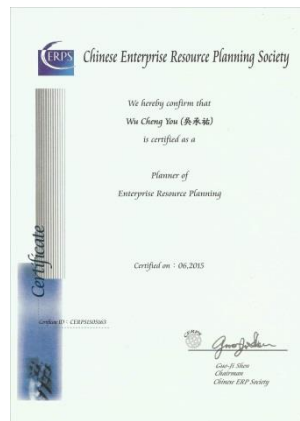 CERPS Chinese Enterprise Resource Planning Society
We hereby confirm that
Wu Cheng You (吳承祐)
is certified as a
Planner of
Enterprise Resource Planning
Certificate
Certified on : 06,2015
Guo-Ji Shen
Chairman
Chinese ERP Society